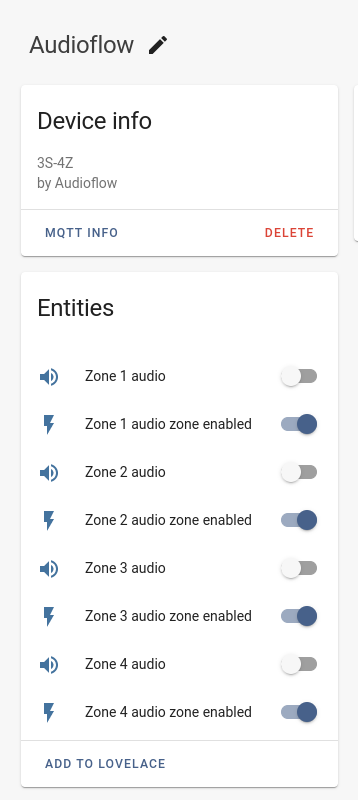 Audioflow
Device info
3S-4Z
by Audioflow
MQTT INFO
DELETE
Entities
Zone 1 audio
Zone 1 audio zone enabled
Zone 2 audio
Zone 2 audio zone enabled
Zone 3 audio
Zone 3 audio zone enabled
Zone 4 audio
Zone 4 audio zone enabled
ADD TO LOVELACE